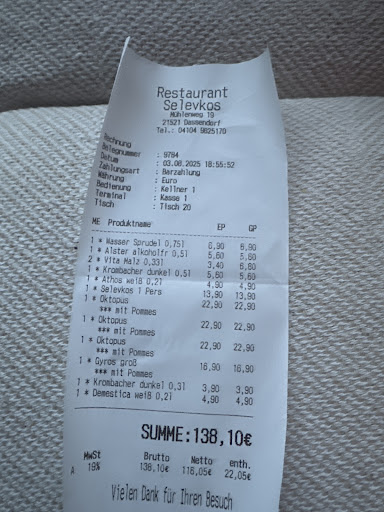 Restaurant
Selevkos
Mühlenweg 19
21521 Dassendorf
Tel.: 04104 9625170
Rechnung
Belegnummer : 9784
Datum : 03.08.2025 18:55:52
Zahlungsart : Barzahlung
Währung : Euro
Bedienung : Kellner 1
Terminal : Kasse 1
Tisch : Tisch 20
ME Produktname EP GP
1 * Wasser Sprudel 0,75l 6,90 6,90
1 * Alster alkoholfr 0,5l 5,60 5,60
2 * Vita Malz 0,33l 3,40 6,80
1 * Krombacher dunkel 0,5l 5,60 5,60
1 * Athos weiß 0,2l 4,90 4,90
1 * Selevkos 1 Pers 13,90 13,90
1 * Oktopus 22,90 22,90
*** mit Pommes
1 * Oktopus 22,90 22,90
*** mit Pommes
1 * Oktopus 22,90 22,90
*** mit Pommes
1 * Gyros groß 16,90 16,90
*** mit Pommes
1 * Krombacher dunkel 0,3l 3,90 3,90
1 * Demestica weiß 0,2l 4,90 4,90
SUMME:138,10€
MwSt Brutto Netto enth.
A 19% 138,10€ 116,05€ 22,05€
Vielen Dank für Ihren Besuch